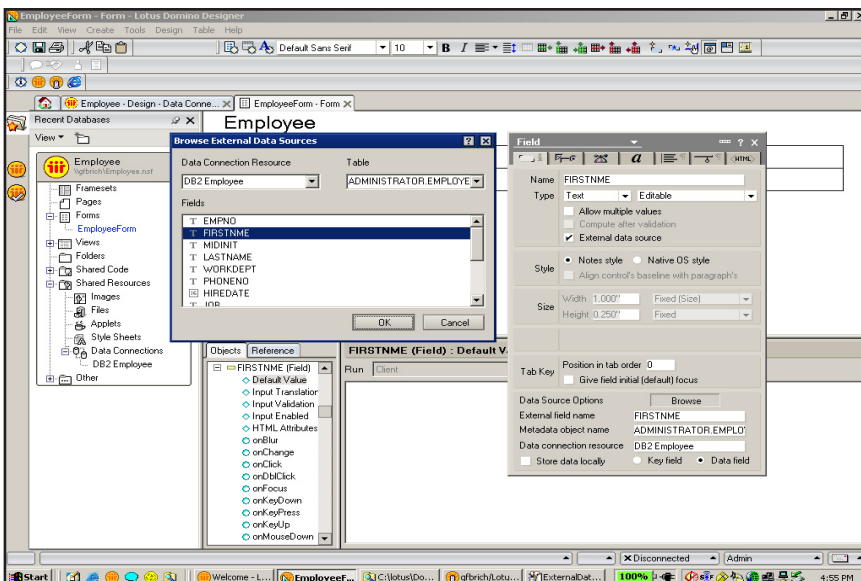 EmployeeForm - Form - Lotus Domino Designer
File Edit View Create Tools Design Table Help
Default Sans Serif 10 B I
Employee - Design - Data Conne... EmployeeForm - Form
Recent Databases
View
Employee
\gfbrich\Employee.nsf
Framesets
Pages
Forms
EmployeeForm
Views
Folders
Shared Code
Shared Resources
Images
Files
Applets
Style Sheets
Data Connections
DB2 Employee
Other
Employee
Browse External Data Sources
Data Connection Resource Table
DB2 Employee ADMINISTRATOR.EMPLOYE
Fields
T EMPNO
T FIRSTNME
T MIDINIT
T LASTNAME
T WORKDEPT
T PHONENO
HIREDATE
T JOB
OK Cancel
Field
<HTML>
Name FIRSTNME
Type Text Editable
Allow multiple values
Compute after validation
External data source
Style Notes style Native OS style
Align control's baseline with paragraph's
Size Width 1.000" Fixed (Size)
Height 0.250" Fixed
Tab Key Position in tab order 0
Give field initial (default) focus
Data Source Options Browse
External field name FIRSTNME
Metadata object name ADMINISTRATOR.EMPLO
Data connection resource DB2 Employee
Store data locally Key field Data field
Objects Reference
FIRSTNME (Field)
Default Value
Input Translation
Input Validation
Input Enabled
HTML Attributes
onBlur
onChange
onClick
onDblClick
onFocus
onKeyDown
onKeyPress
onKeyUp
onMouseDown
FIRSTNME (Field) : Default V
Run Client
Disconnected Admin
Start Welcome - L... EmployeeF... C:\lotus\Do... gfbrich/Lotu... ExternalDat... 100% 4:55 PM